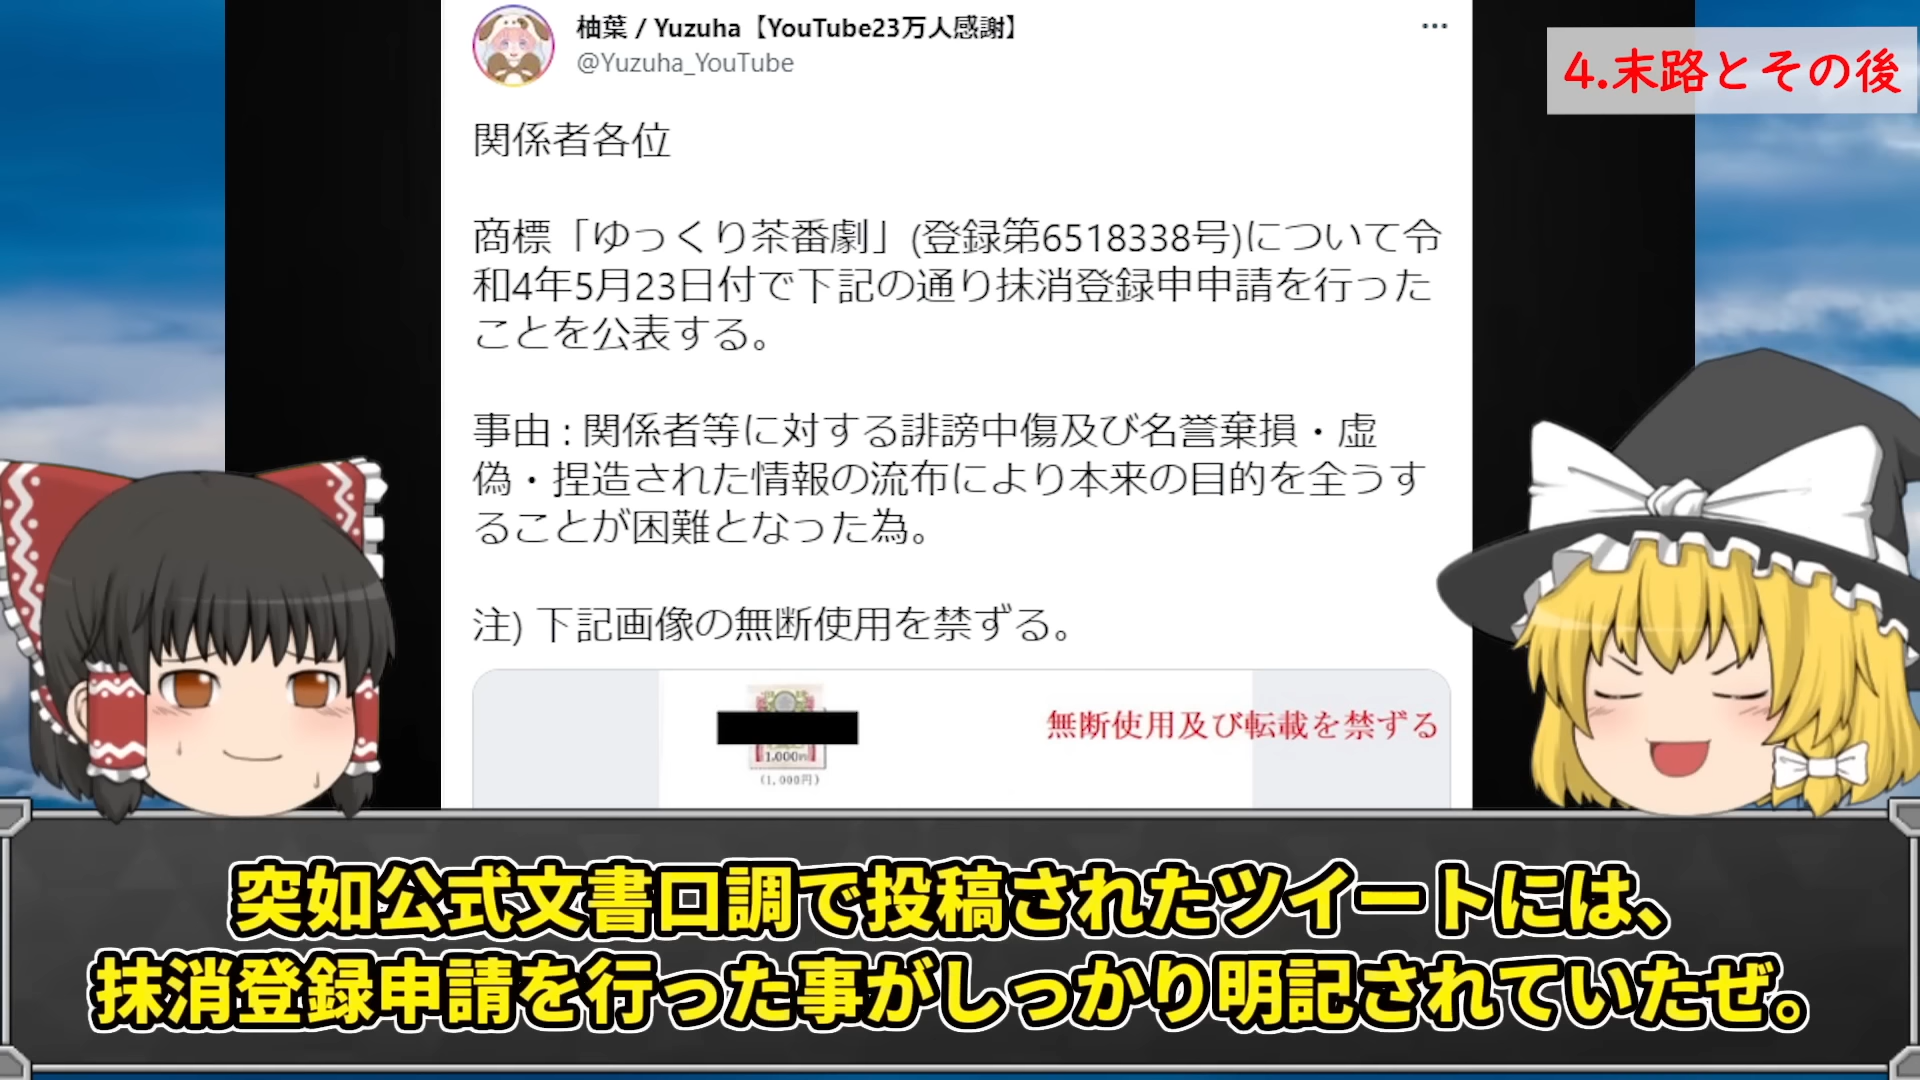 柚葉 / Yuzuha【YouTube23万人感謝】
@Yuzuha_YouTube
4.末路とその後
関係者各位
商標「ゆっくり茶番劇」(登録第6518338号)について令
和4年5月23日付で下記の通り抹消登録申申請を行った
ことを公表する。
事由 : 関係者等に対する誹謗中傷及び名誉棄損・虚
偽・捏造された情報の流布により本来の目的を全うす
ることが困難となった為。
注) 下記画像の無断使用を禁ずる。
無断使用及び転載を禁ずる
1,000円
(1,000円)
突如公式文書口調で投稿されたツイートには、
抹消登録申請を行った事がしっかり明記されていたぜ。